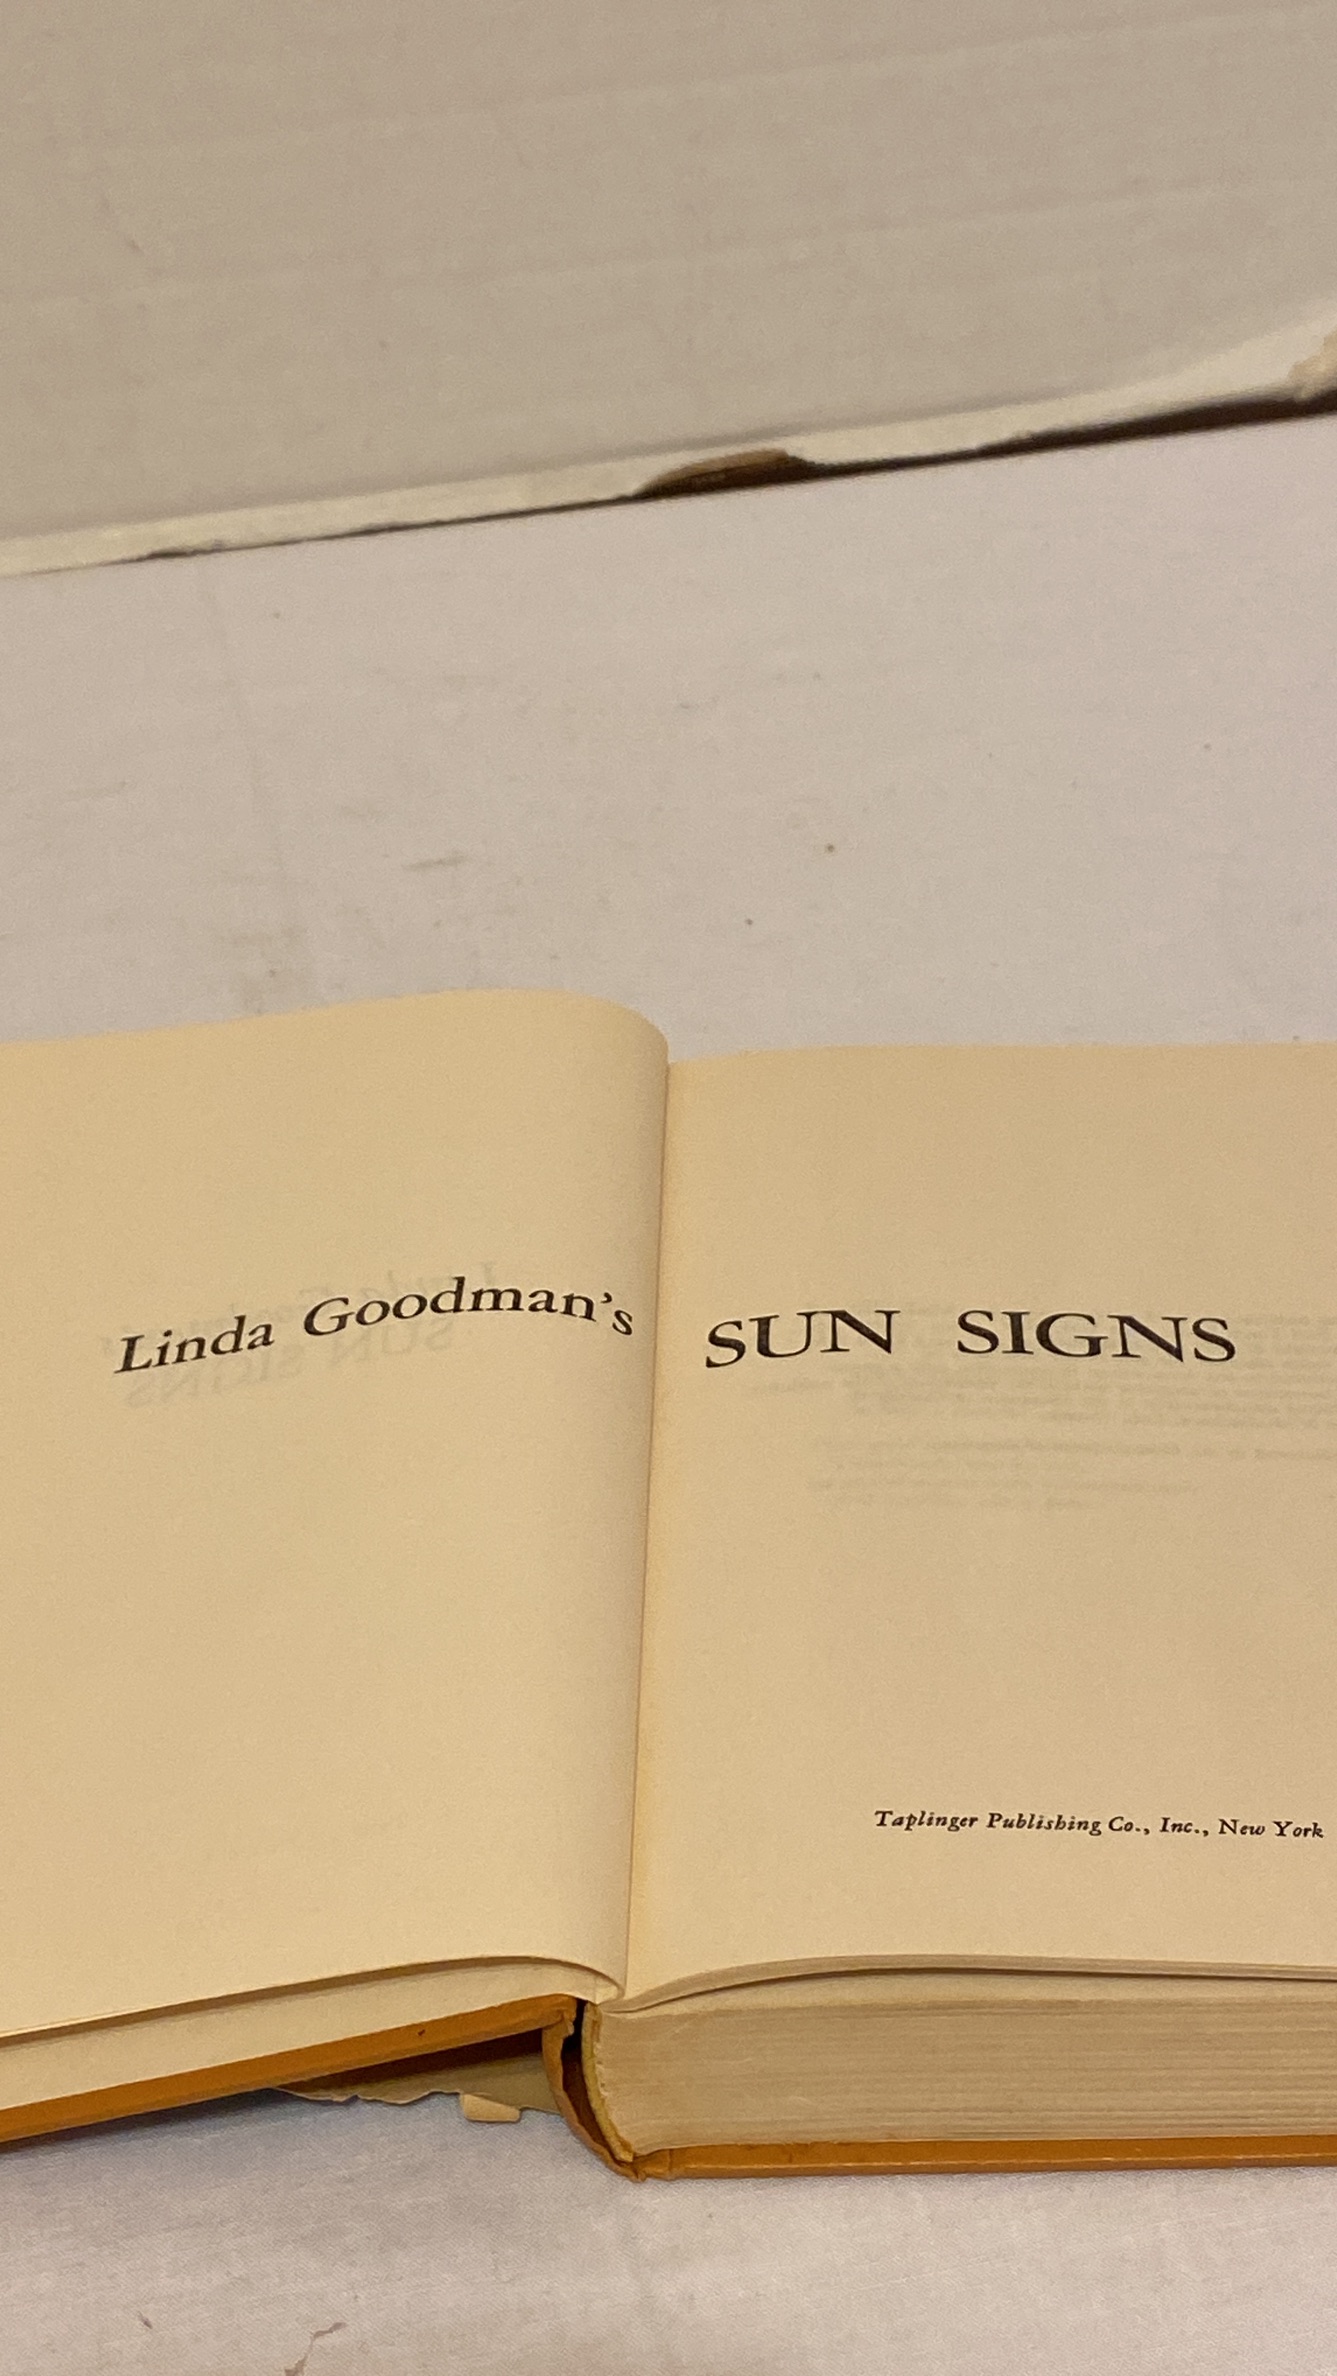 Linda Goodman's SUN SIGNS
Taplinger Publishing Co., Inc., New York